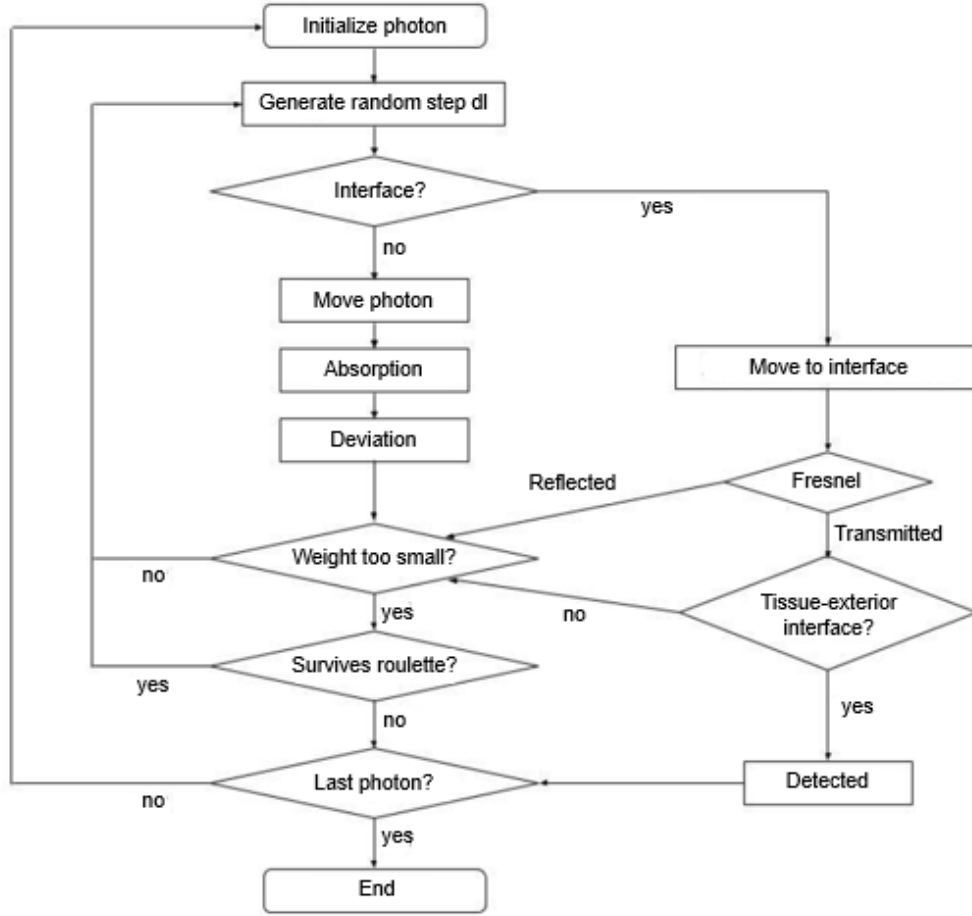 Initialize photon
Generate random step dl
Interface?
yes
no
Move photon
Absorption
Move to interface
Deviation
Reflected
Fresnel
Transmitted
Weight too small?
no
yes
no
Tissue-exterior
interface?
Survives roulette?
yes
no
yes
Last photon?
no
yes
Detected
End